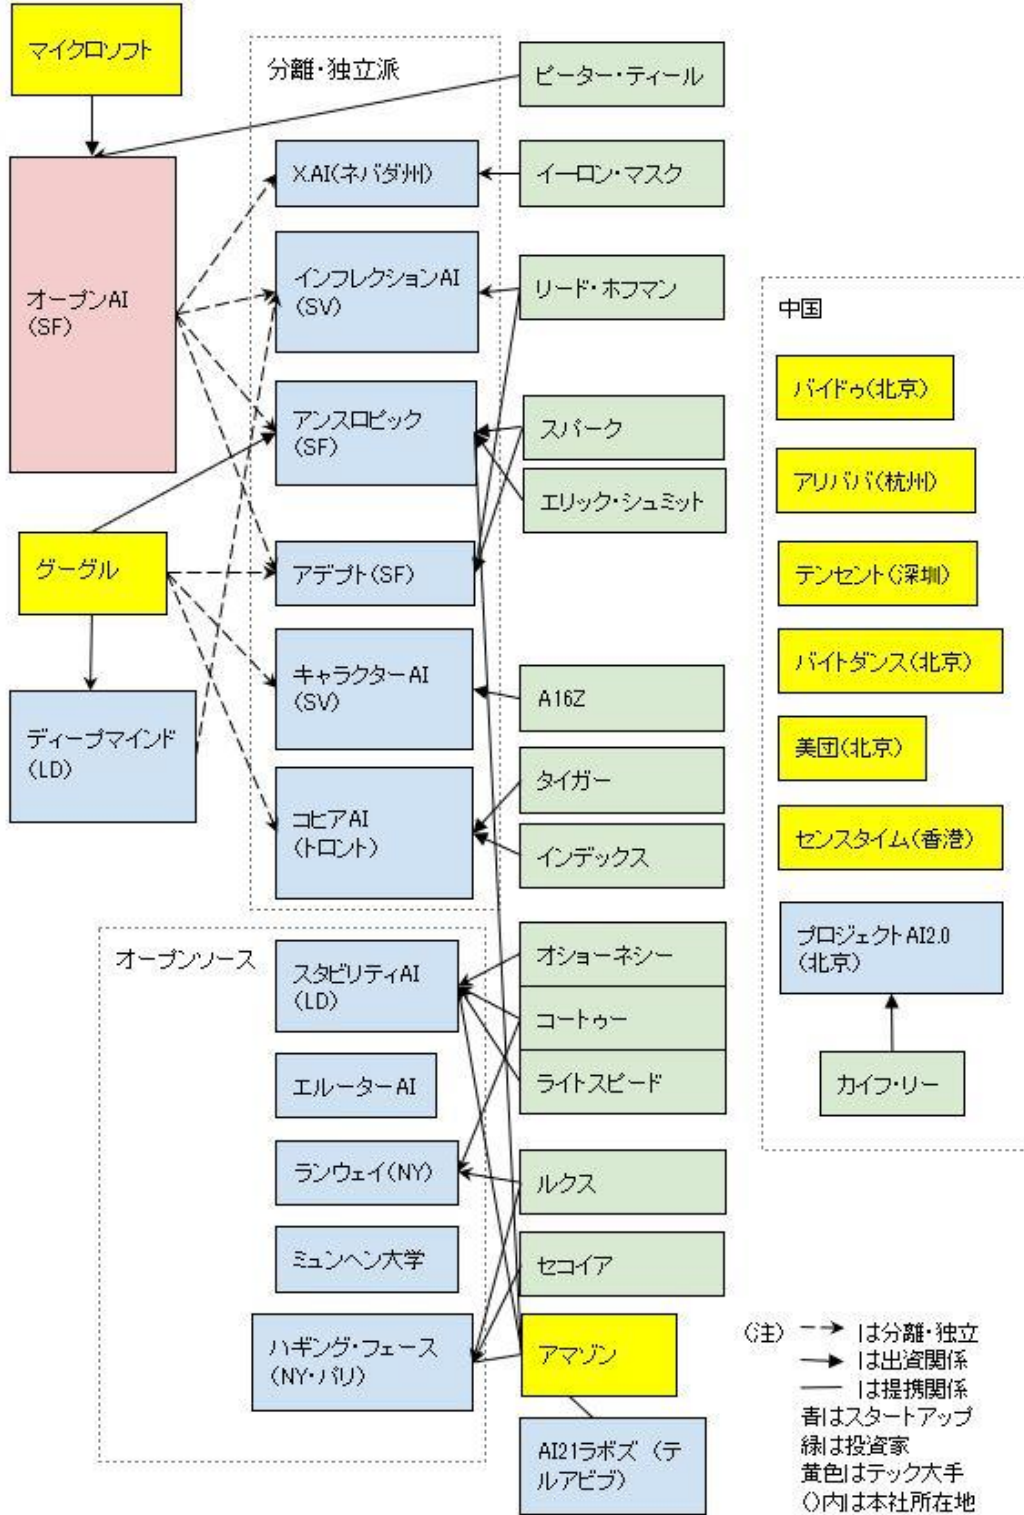 マイクロソフト
分離・独立派
ピーター・ティール
X.AI(ネバダ州)
イーロン・マスク
オープンAI
(SF)
インフレクションAI
(SV)
リード・ホフマン
アンスロピック
(SF)
スパーク
エリック・シュミット
グーグル
アデプト(SF)
キャラクターAI
(SV)
A16Z
ディープマインド
(LD)
タイガー
コヒアAI
(トロント)
インデックス
オープンソース
スタビリティAI
(LD)
オショーネシー
コートゥー
エルーターAI
ライトスピード
ランウェイ(NY)
ルクス
ミュンヘン大学
セコイア
ハギング・フェース
(NY・パリ)
アマゾン
AI21ラボズ (テ
ルアビブ)
中国
バイドゥ(北京)
アリババ(杭州)
テンセント(深圳)
バイトダンス(北京)
美団(北京)
センスタイム(香港)
プロジェクトAI2.0
(北京)
カイフ・リー
(注) は分離・独立
は出資関係
は提携関係
青はスタートアップ
緑は投資家
黄色はテック大手
()内は本社所在地